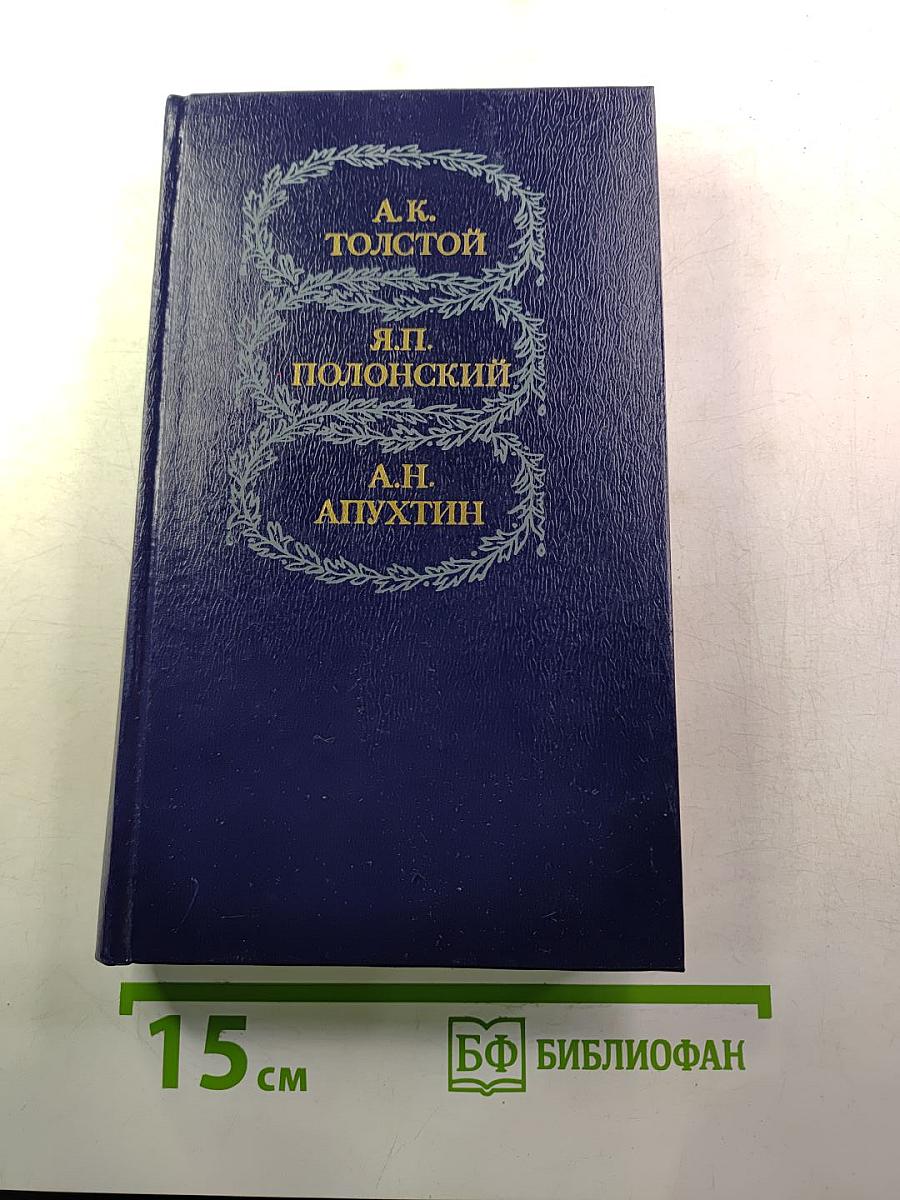 А. К.
ТОЛСТОЙ
Я.П.
ПОЛОНСКИЙ
А.Н.
АПУХТИН
15 см
БФ БИБЛИОФАН